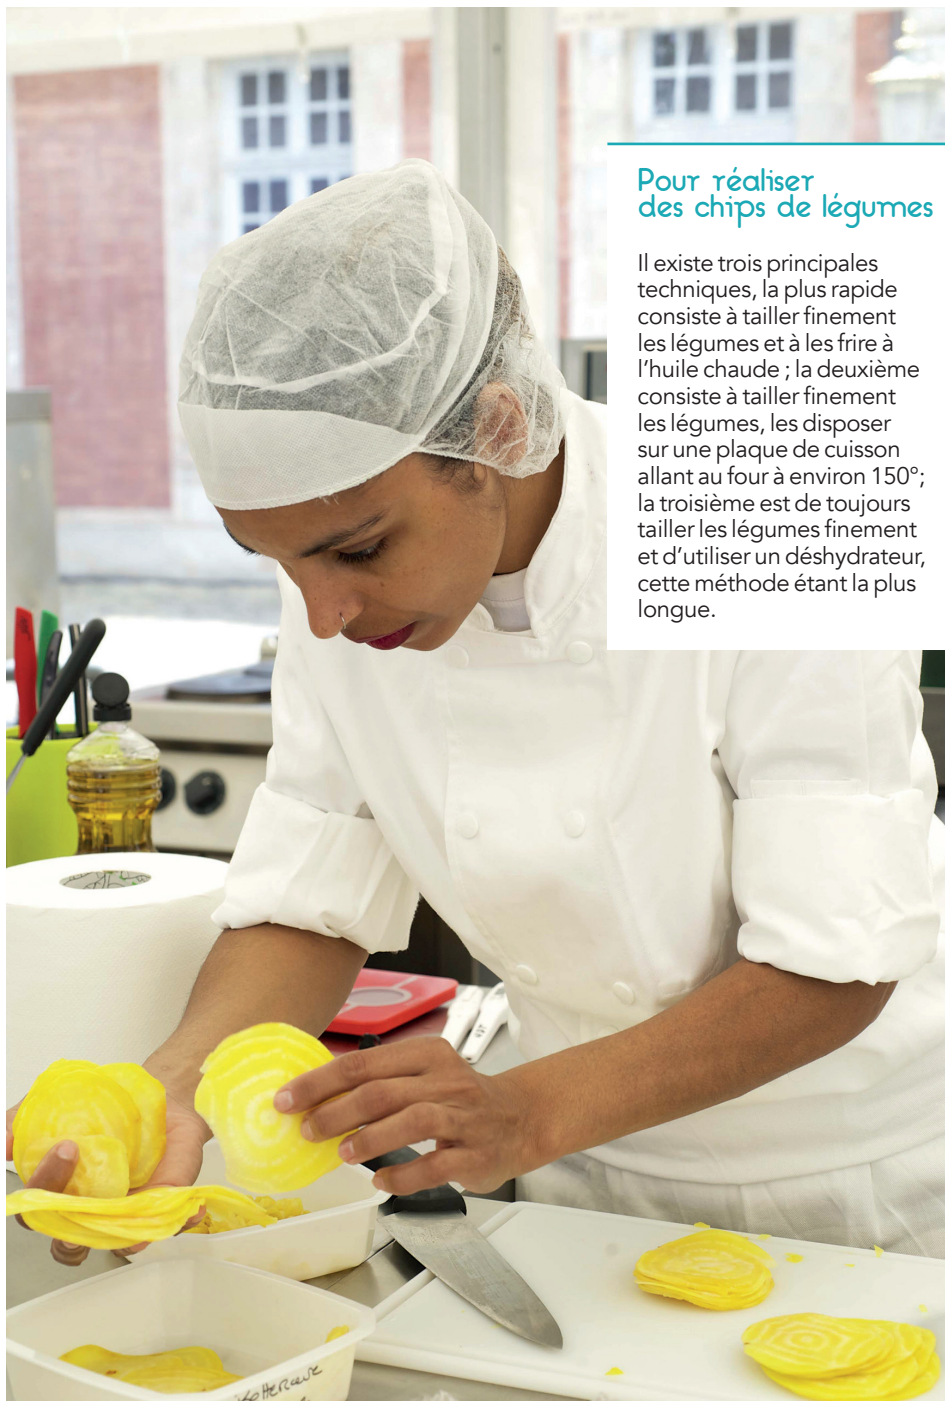 Pour réaliser
des chips de légumes
Il existe trois principales
techniques, la plus rapide
consiste à tailler finement
les légumes et à les frire à
l'huile chaude ; la deuxième
consiste à tailler finement
les légumes, les disposer
sur une plaque de cuisson
allant au four à environ 150°;
la troisième est de toujours
tailler les légumes finement
et d'utiliser un déshydrateur,
cette méthode étant la plus
longue.